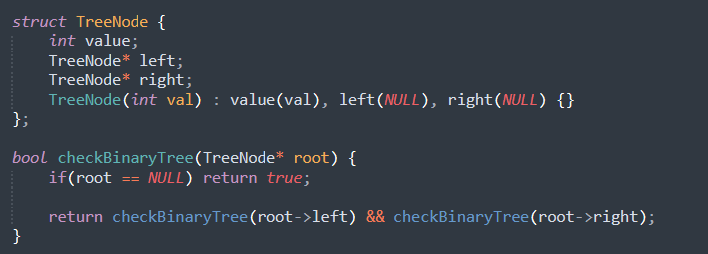 struct TreeNode {
    int value;
    TreeNode* left;
    TreeNode* right;
    TreeNode(int val) : value(val), left(NULL), right(NULL) {}
};
bool checkBinaryTree(TreeNode* root) {
    if(root == NULL) return true;
    return checkBinaryTree(root->left) && checkBinaryTree(root->right);
}